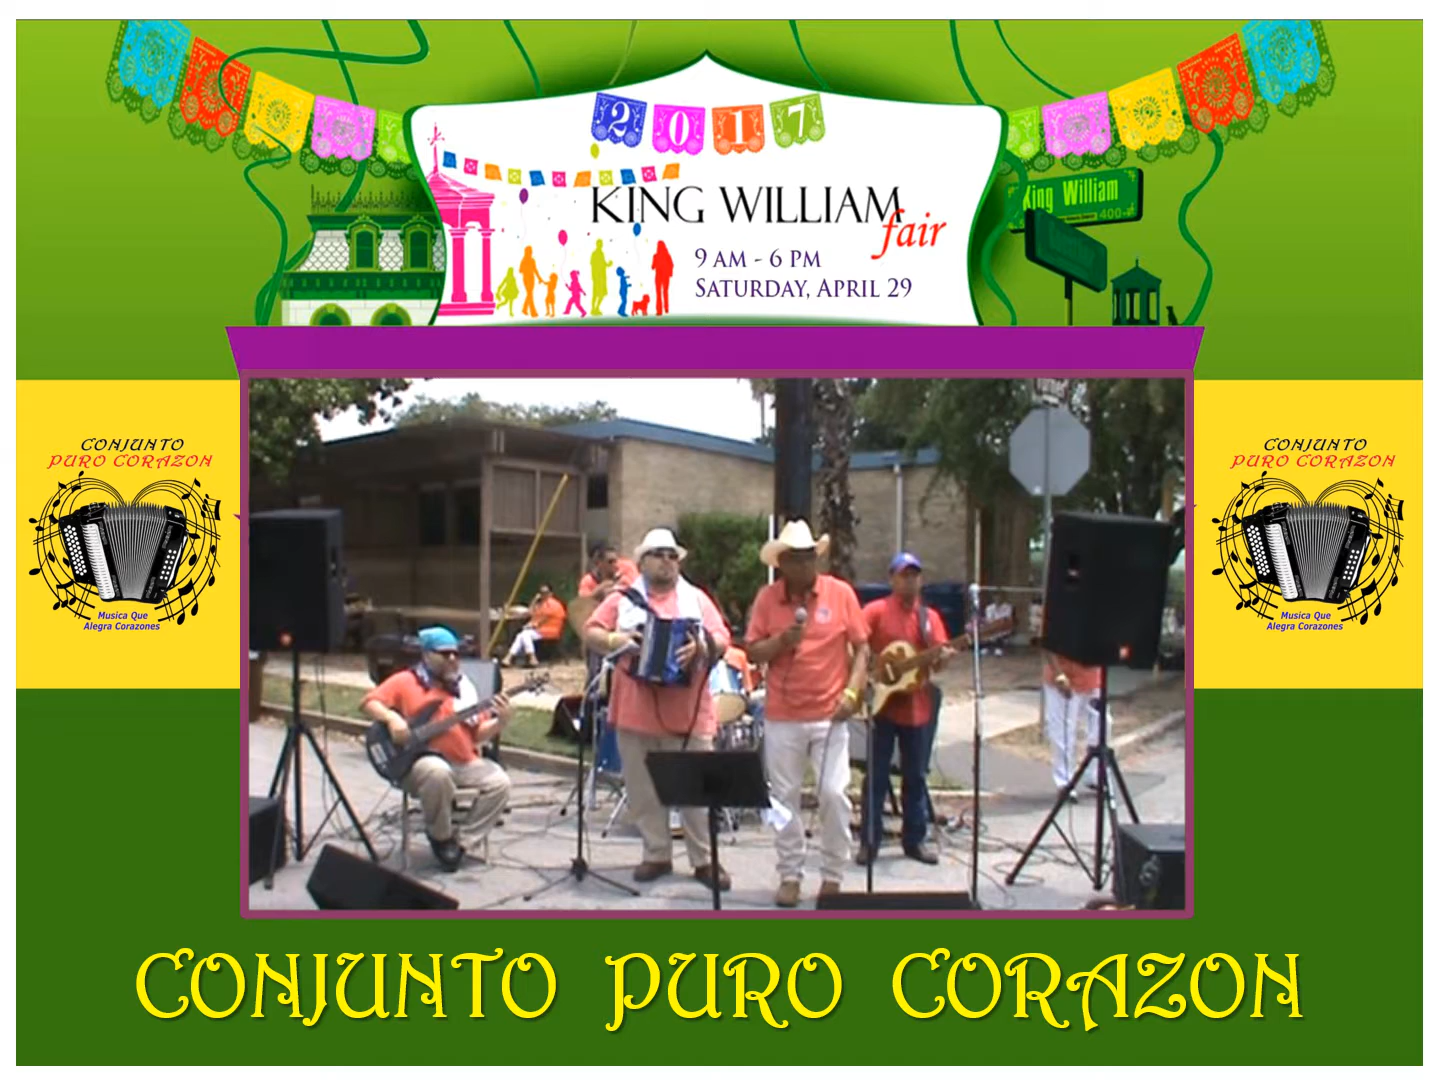 2017
KING WILLIAM
fair
9 AM - 6 PM
SATURDAY, APRIL 29
King William
400
CONJUNTO
PURO CORAZON
Musica Que
Alegra Corazones
CONJUNTO
PURO CORAZON
Musica Que
Alegra Corazones
CONJUNTO PURO CORAZON